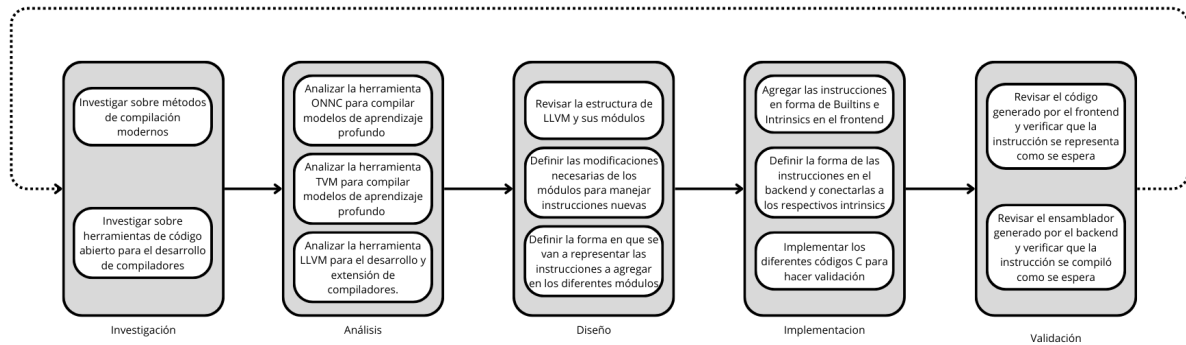 Investigar sobre métodos
de compilación
modernos
Investigar sobre
herramientas de código
abierto para el desarrollo
de compiladores
Investigación
Analizar la herramienta
ONNC para compilar
modelos de aprendizaje
profundo
Analizar la herramienta
TVM para compilar
modelos de aprendizaje
profundo
Analizar la herramienta
LLVM para el desarrollo y
extensión de
compiladores.
Análisis
Revisar la estructura de
LLVM y sus módulos
Definir las modificaciones
necesarias de los
módulos para manejar
instrucciones nuevas
Definir la forma en que se
van a representar las
instrucciones a agregar
en los diferentes módulos
Diseño
Agregar las instrucciones
en forma de Builtins e
Intrinsics en el frontend
Definir la forma de las
instrucciones en el
backend y conectarlas a
los respectivos intrinsics
Implementar los
diferentes códigos C para
hacer validación
Implementacion
Revisar el código
generado por el frontend
y verificar que la
instrucción se representa
como se espera
Revisar el ensamblador
generado por el backend
y verificar que la
instrucción se compiló
como se espera
Validación